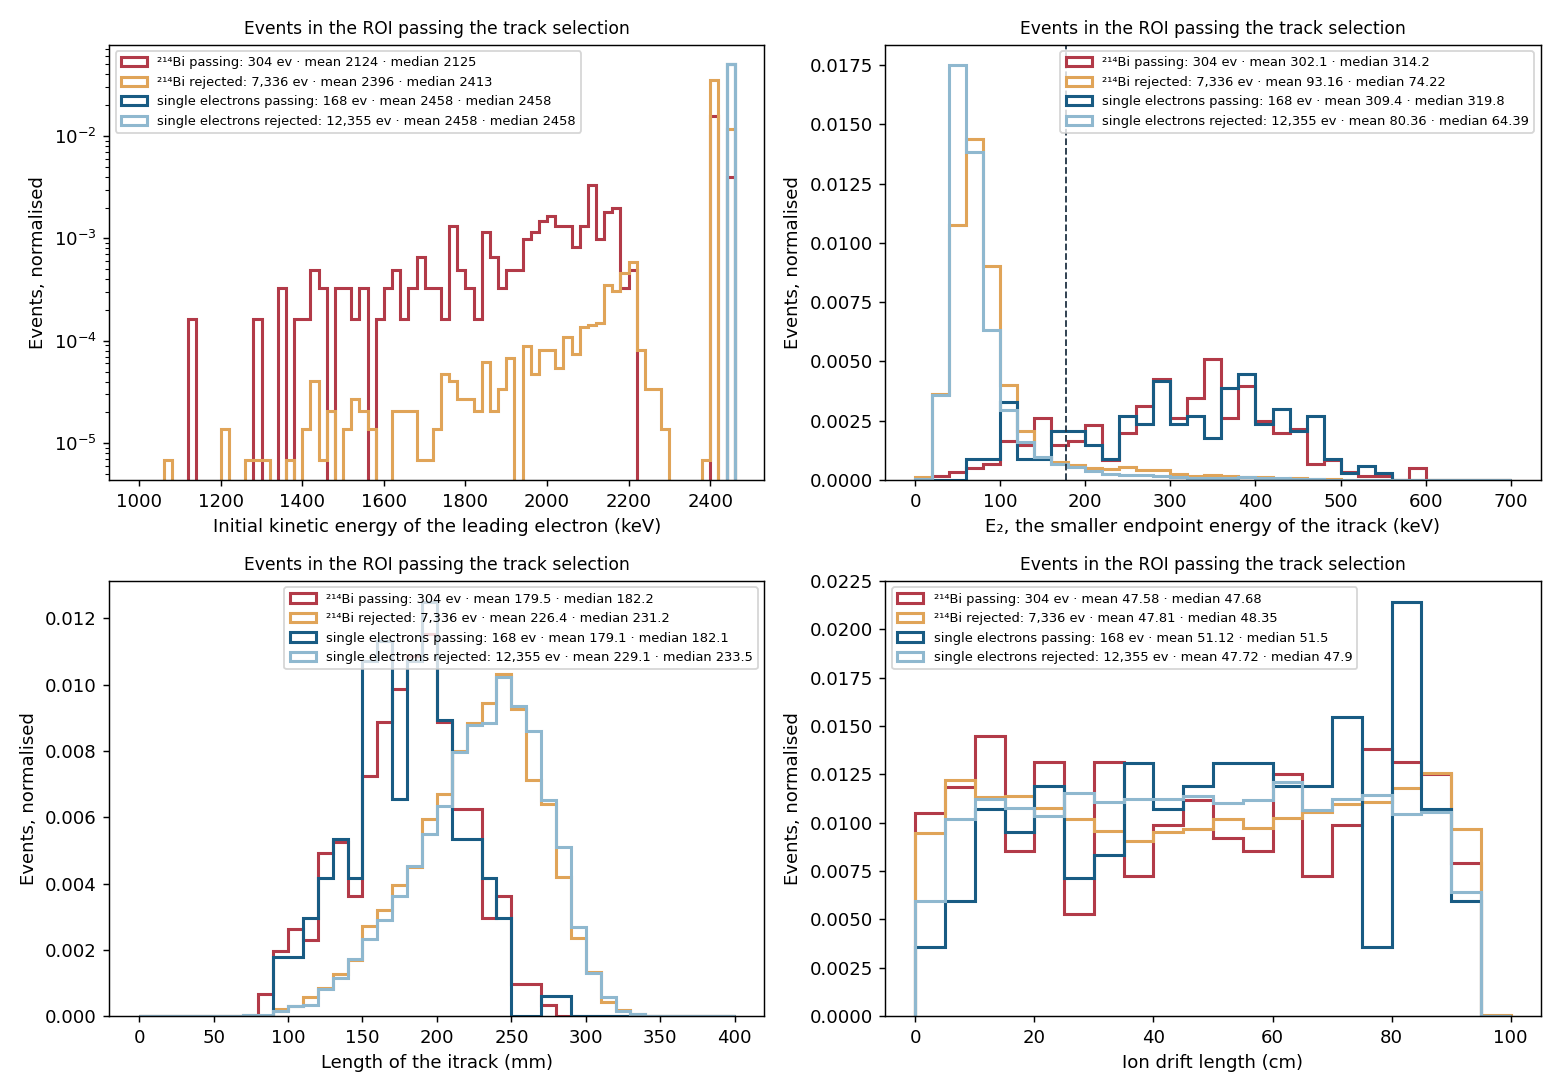 Events in the ROI passing the track selection
²¹⁴Bi passing: 304 ev · mean 2124 · median 2125
²¹⁴Bi rejected: 7,336 ev · mean 2396 · median 2413
single electrons passing: 168 ev · mean 2458 · median 2458
single electrons rejected: 12,355 ev · mean 2458 · median 2458
Events, normalised
10⁻²
10⁻³
10⁻⁴
10⁻⁵
1000 1200 1400 1600 1800 2000 2200 2400
Initial kinetic energy of the leading electron (keV)
Events in the ROI passing the track selection
²¹⁴Bi passing: 304 ev · mean 302.1 · median 314.2
²¹⁴Bi rejected: 7,336 ev · mean 93.16 · median 74.22
single electrons passing: 168 ev · mean 309.4 · median 319.8
single electrons rejected: 12,355 ev · mean 80.36 · median 64.39
Events, normalised
0.0175
0.0150
0.0125
0.0100
0.0075
0.0050
0.0025
0.0000
0 100 200 300 400 500 600 700
E₂, the smaller endpoint energy of the itrack (keV)
Events in the ROI passing the track selection
²¹⁴Bi passing: 304 ev · mean 179.5 · median 182.2
²¹⁴Bi rejected: 7,336 ev · mean 226.4 · median 231.2
single electrons passing: 168 ev · mean 179.1 · median 182.1
single electrons rejected: 12,355 ev · mean 229.1 · median 233.5
Events, normalised
0.012
0.010
0.008
0.006
0.004
0.002
0.000
0 50 100 150 200 250 300 350 400
Length of the itrack (mm)
Events in the ROI passing the track selection
²¹⁴Bi passing: 304 ev · mean 47.58 · median 47.68
²¹⁴Bi rejected: 7,336 ev · mean 47.81 · median 48.35
single electrons passing: 168 ev · mean 51.12 · median 51.5
single electrons rejected: 12,355 ev · mean 47.72 · median 47.9
Events, normalised
0.0225
0.0200
0.0175
0.0150
0.0125
0.0100
0.0075
0.0050
0.0025
0.0000
0 20 40 60 80 100
Ion drift length (cm)